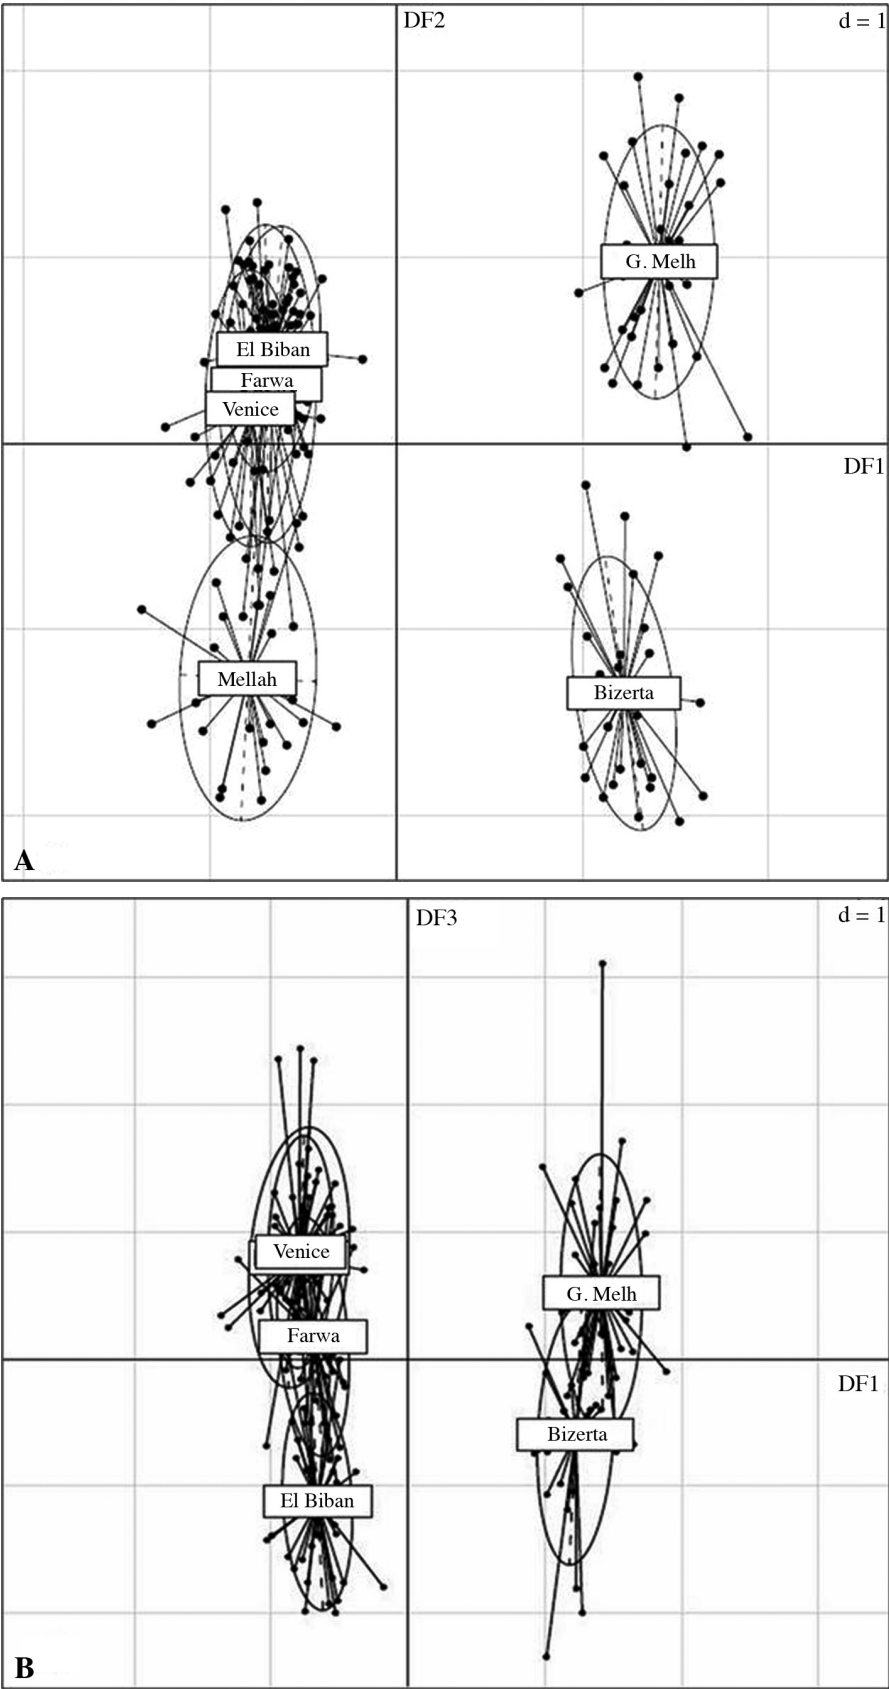 DF2
d = 1
G. Melh
El Biban
Farwa
Venice
DF1
Mellah
Bizerta
A
DF3
d = 1
Venice
G. Melh
Farwa
DF1
Bizerta
El Biban
B